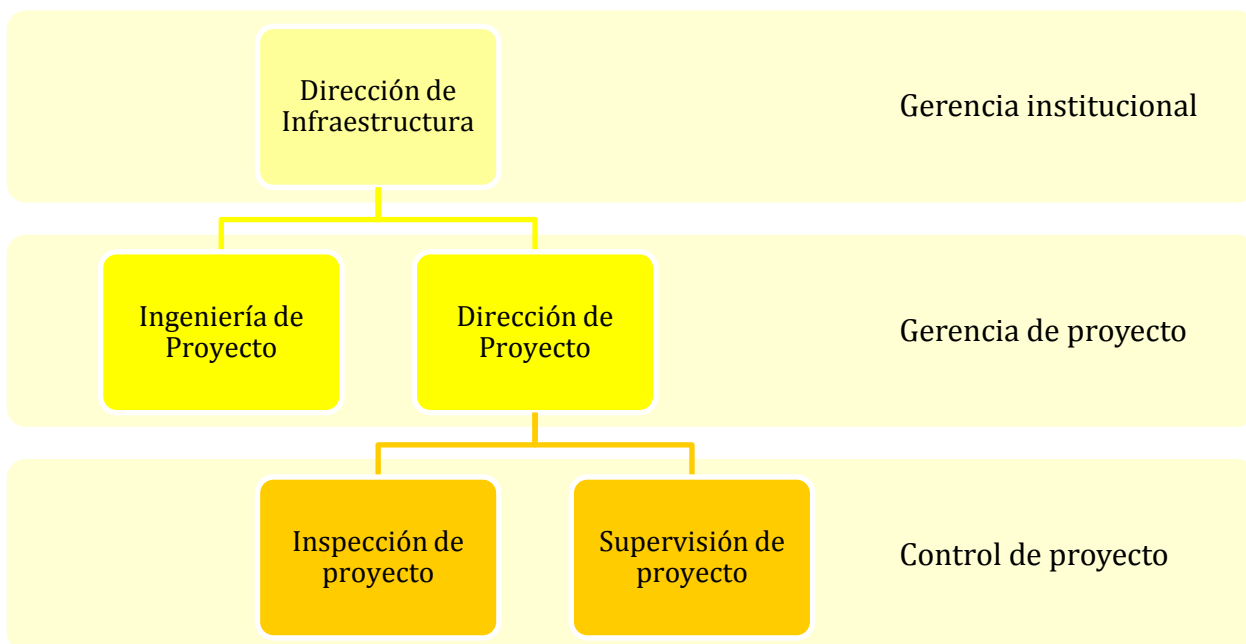 Dirección de
Infraestructura
Gerencia institucional
Ingeniería de
Proyecto
Dirección de
Proyecto
Gerencia de proyecto
Inspección de
proyecto
Supervisión de
proyecto
Control de proyecto